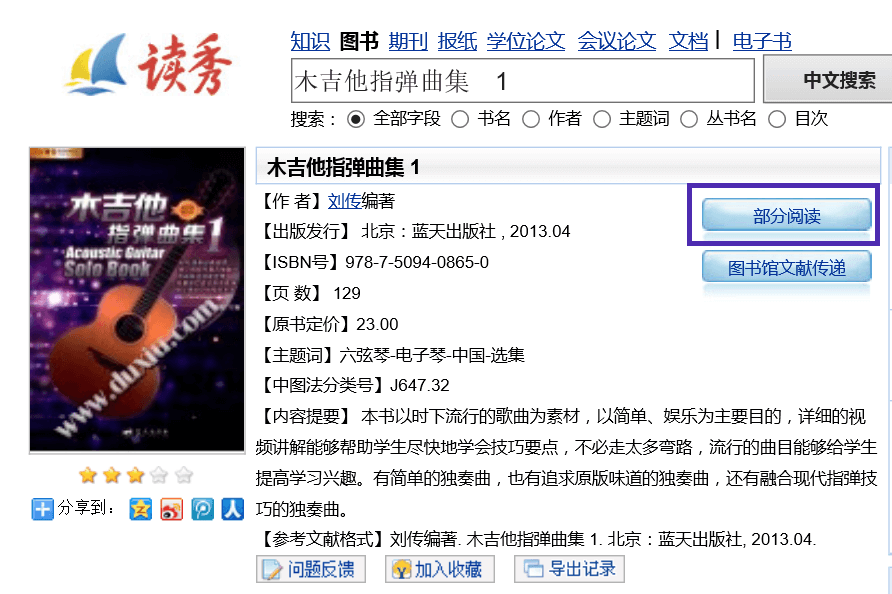 读秀
知识 图书 期刊 报纸 学位论文 会议论文 文档 | 电子书
木吉他指弹曲集 1
中文搜索
搜索： 全部字段 书名 作者 主题词 丛书名 目次
木吉他
指弹曲集1
Acoustic Guitar
Solo Book
www.duxiu.com
分享到：
木吉他指弹曲集 1
【作 者】刘传编著
【出版发行】 北京：蓝天出版社 , 2013.04
【ISBN号】978-7-5094-0865-0
【页 数】 129
【原书定价】23.00
【主题词】六弦琴-电子琴-中国-选集
【中图法分类号】J647.32
【内容提要】 本书以时下流行的歌曲为素材，以简单、娱乐为主要目的，详细的视
频讲解能够帮助学生尽快地学会技巧要点，不必走太多弯路，流行的曲目能够给学生
提高学习兴趣。有简单的独奏曲，也有追求原版味道的独奏曲，还有融合现代指弹技
巧的独奏曲。
【参考文献格式】刘传编著. 木吉他指弹曲集 1. 北京：蓝天出版社, 2013.04.
部分阅读
图书馆文献传递
问题反馈 加入收藏 导出记录